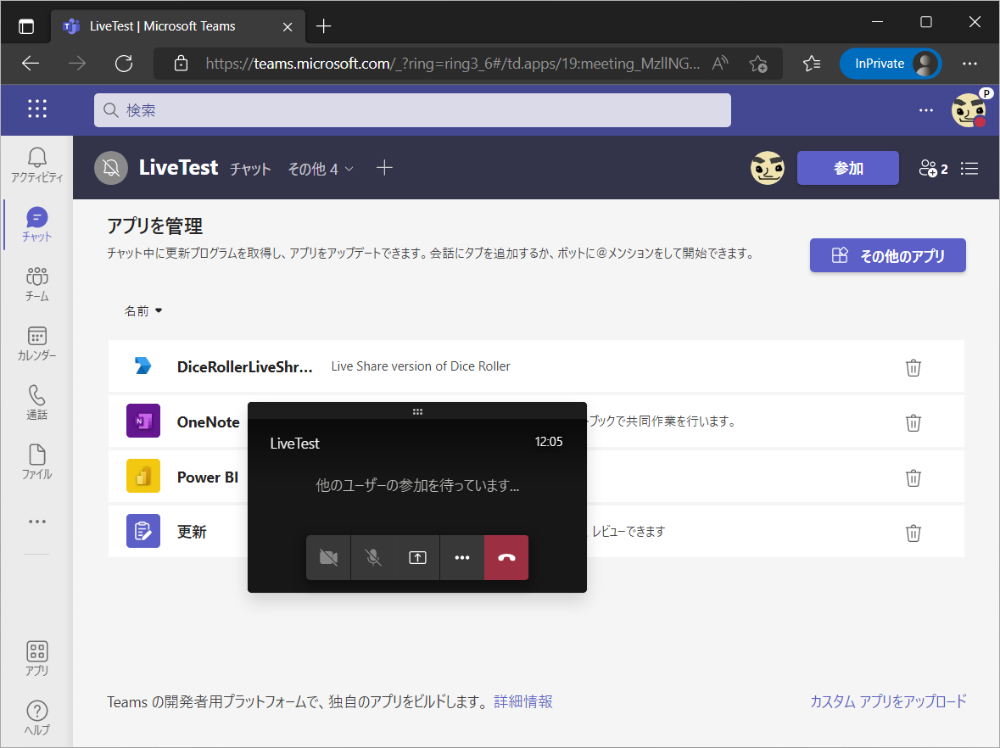 LiveTest | Microsoft Teams
https://teams.microsoft.com/_?ring=ring3_6#/td.apps/19:meeting_MzllNG...
InPrivate
検索
P
アクティビティ
チャット
チーム
カレンダー
通話
ファイル
アプリ
ヘルプ
LiveTest チャット その他 4
参加
2
アプリを管理
チャット中に更新プログラムを取得し、アプリをアップデートできます。会話にタブを追加するか、ボットに＠メンションをして開始できます。
その他のアプリ
名前
DiceRollerLiveShr... Live Share version of Dice Roller
OneNote ブックで共同作業を行います。
Power BI
更新 レビューできます
LiveTest 12:05
他のユーザーの参加を待っています...
Teams の開発者用プラットフォームで、独自のアプリをビルドします。 詳細情報
カスタム アプリをアップロード